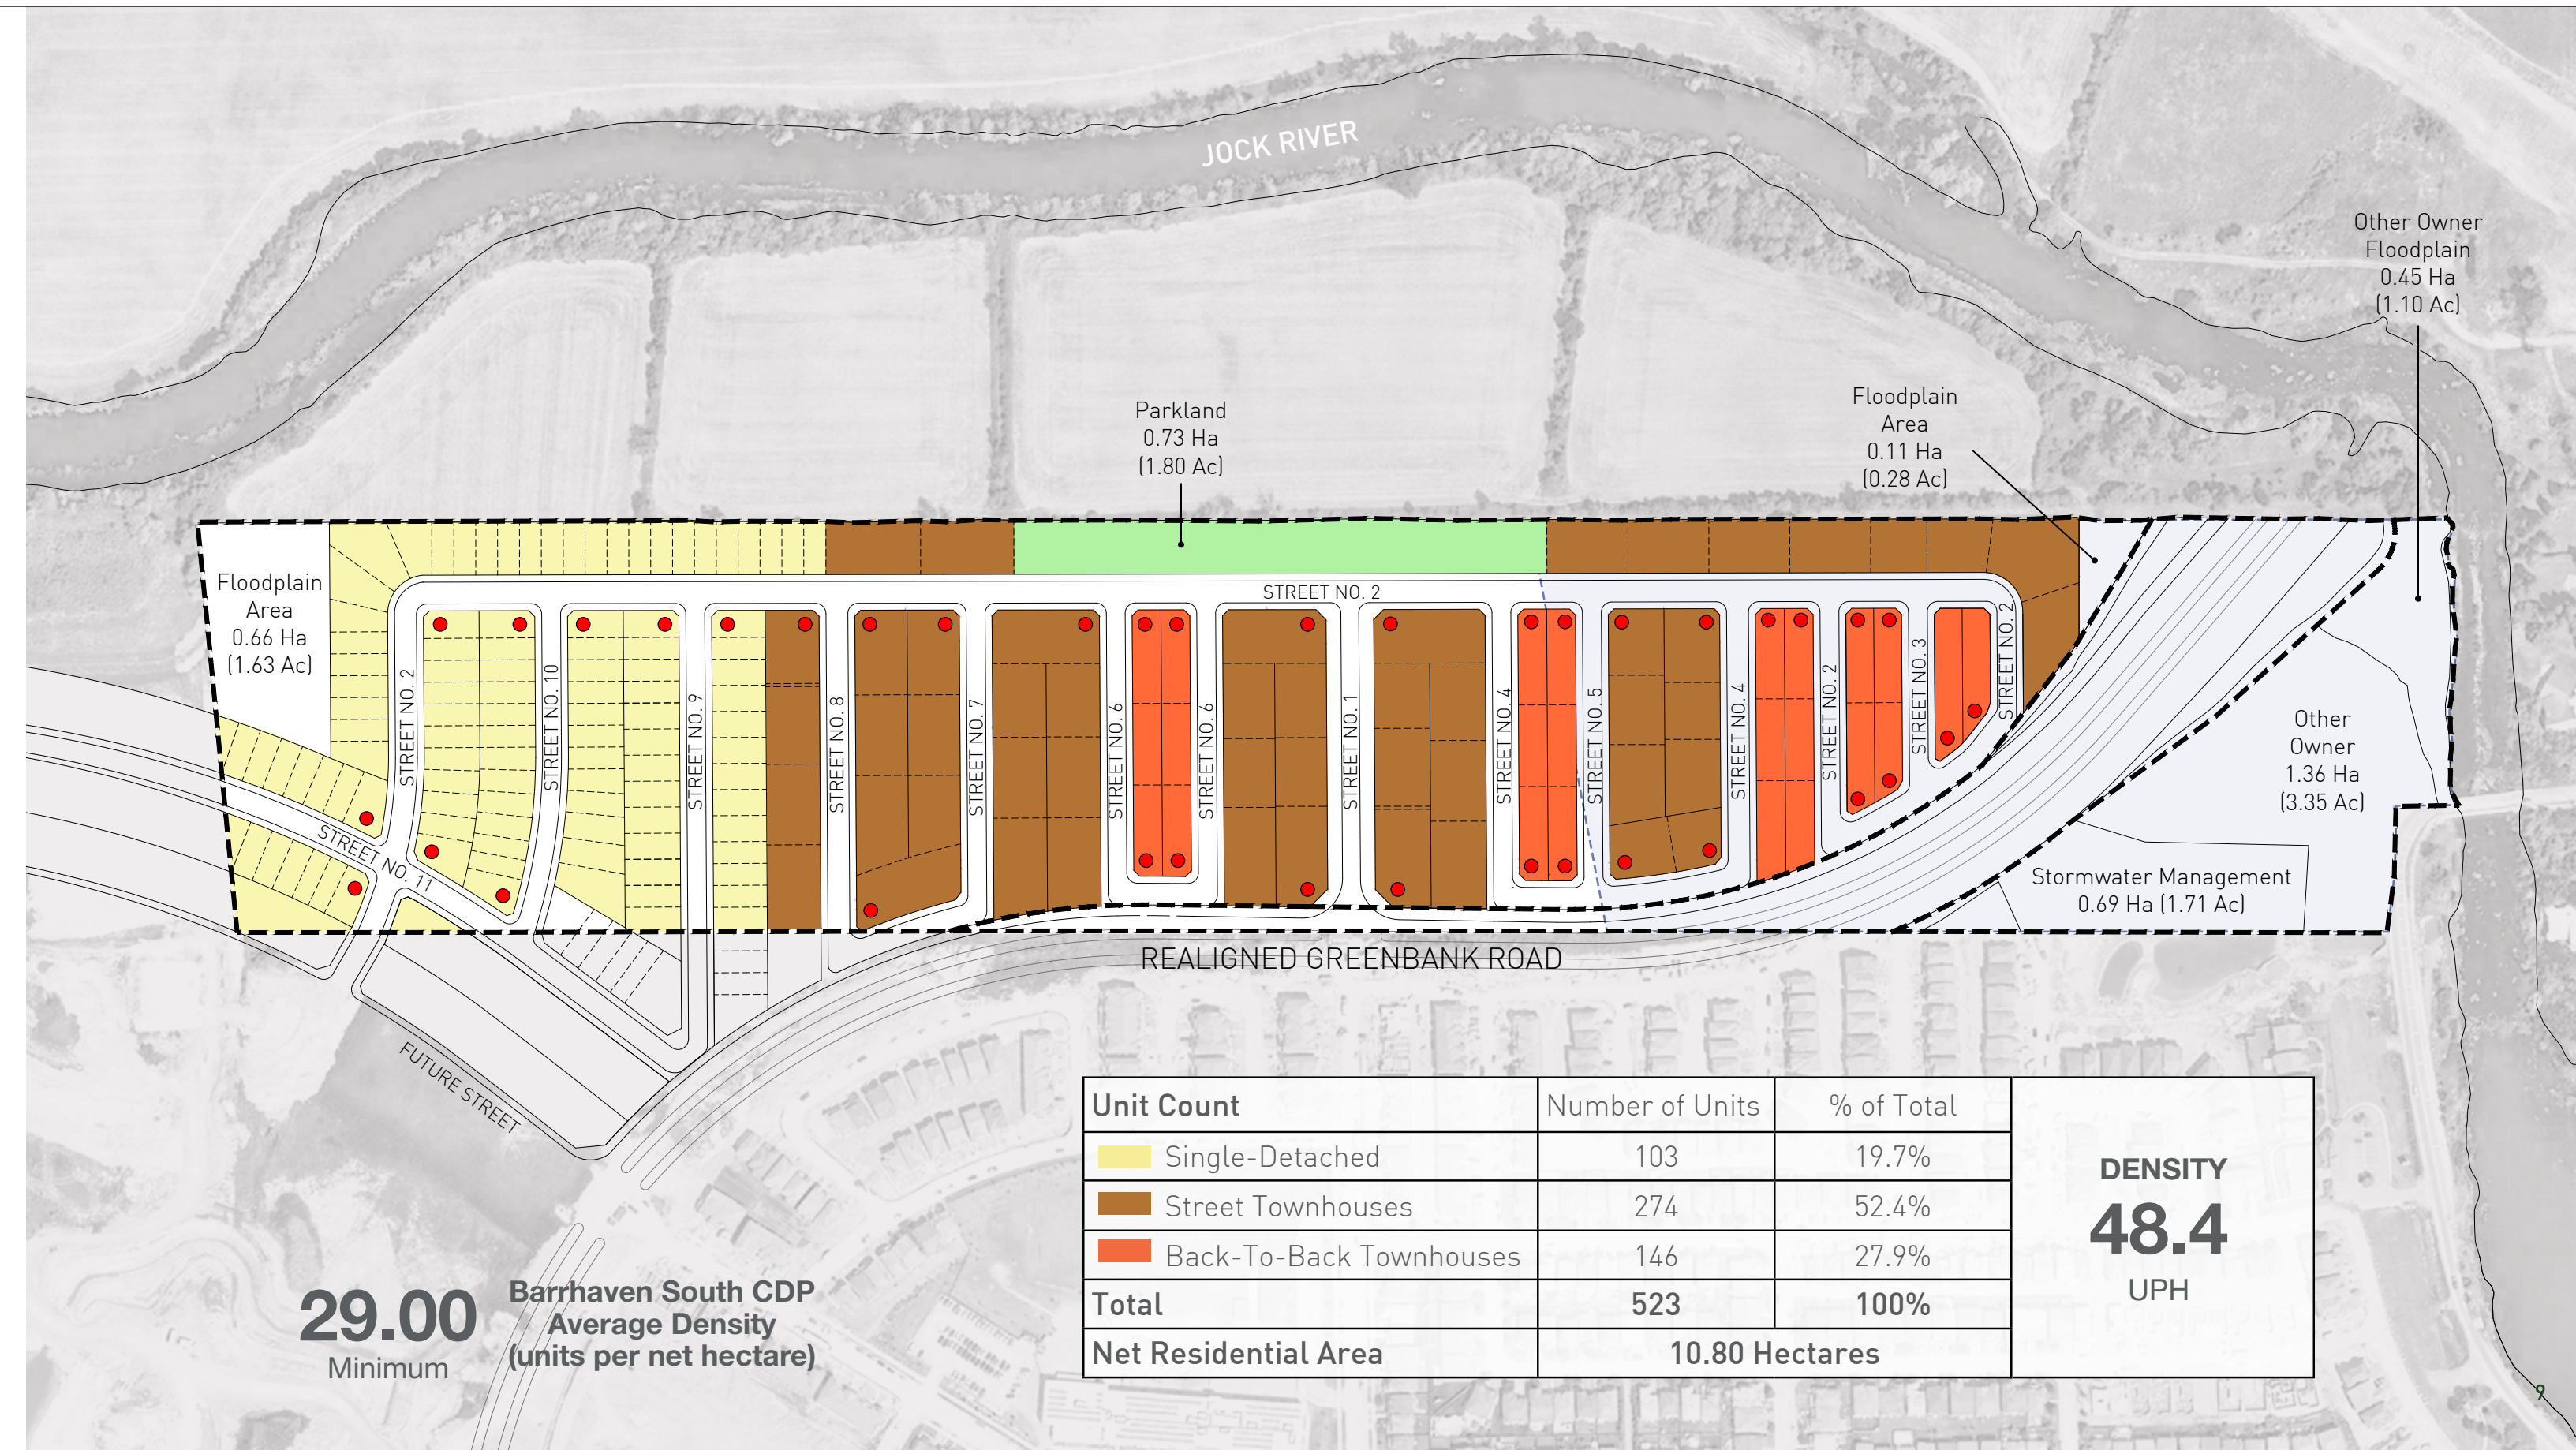 JOCK RIVER
Other Owner
Floodplain
0.45 Ha
(1.10 Ac)
Parkland
0.73 Ha
(1.80 Ac)
Floodplain
Area
0.11 Ha
(0.28 Ac)
Floodplain
Area
0.66 Ha
(1.63 Ac)
STREET NO. 2
STREET NO. 2
STREET NO. 10
STREET NO. 9
STREET NO. 8
STREET NO. 7
STREET NO. 6
STREET NO. 6
STREET NO. 1
STREET NO. 4
STREET NO. 5
STREET NO. 4
STREET NO. 2
STREET NO. 3
STREET NO. 2
STREET NO. 11
Other
Owner
1.36 Ha
(3.35 Ac)
Stormwater Management
0.69 Ha (1.71 Ac)
REALIGNED GREENBANK ROAD
FUTURE STREET
Unit Count Number of Units % of Total
Single-Detached 103 19.7%
Street Townhouses 274 52.4%
Back-To-Back Townhouses 146 27.9%
Total 523 100%
Net Residential Area 10.80 Hectares
DENSITY
48.4
UPH
29.00
Minimum
Barrhaven South CDP
Average Density
(units per net hectare)
9